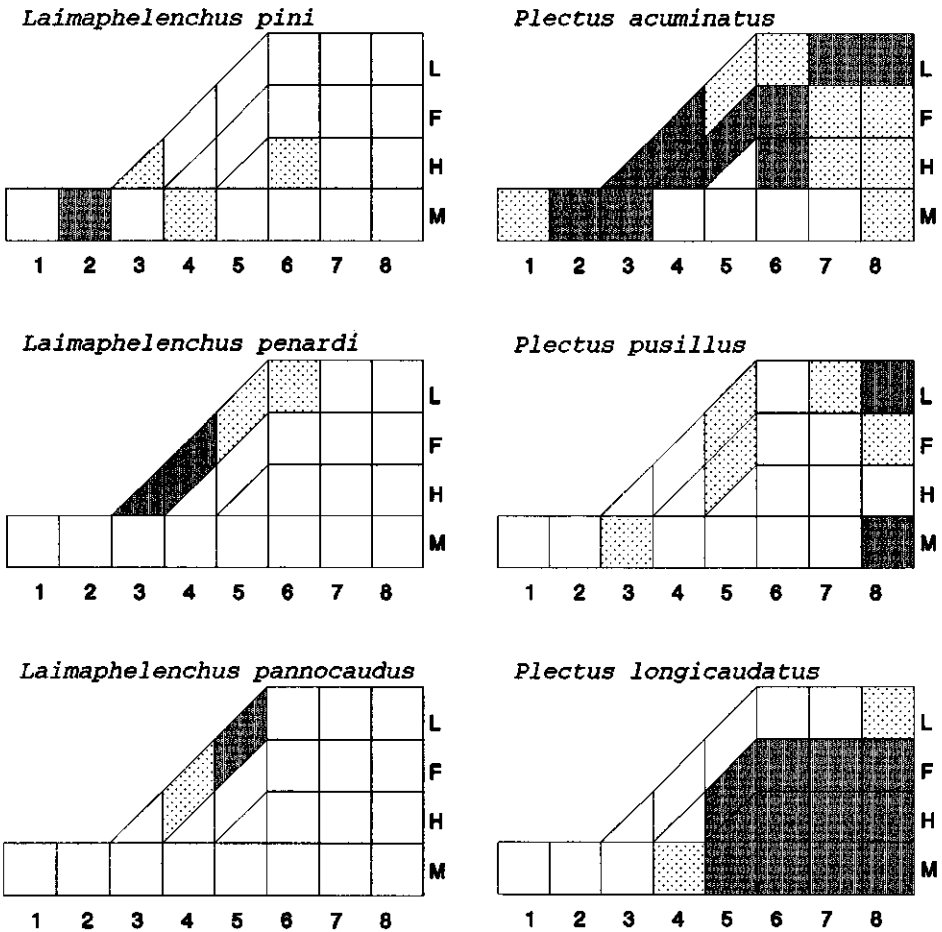 Laimaphelenchus pini
L
F
H
M
1 2 3 4 5 6 7 8
Plectus acuminatus
L
F
H
M
1 2 3 4 5 6 7 8
Laimaphelenchus penardi
L
F
H
M
1 2 3 4 5 6 7 8
Plectus pusillus
L
F
H
M
1 2 3 4 5 6 7 8
Laimaphelenchus pannocaudus
L
F
H
M
1 2 3 4 5 6 7 8
Plectus longicaudatus
L
F
H
M
1 2 3 4 5 6 7 8